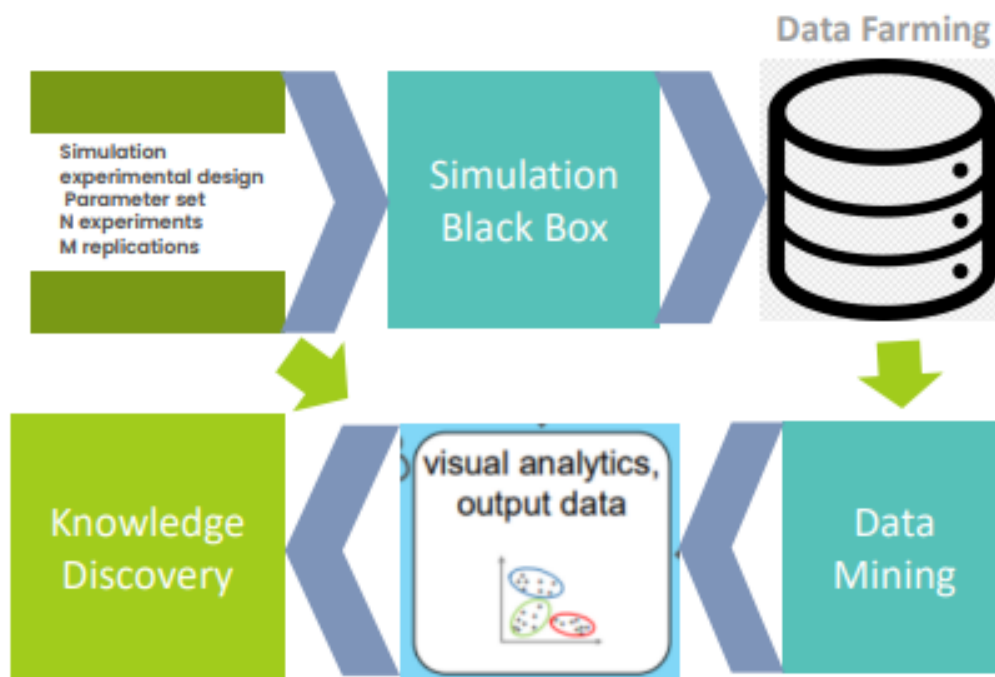 Data Farming
Simulation
experimental design
Parameter set
N experiments
M replications
Simulation
Black Box
Knowledge
Discovery
visual analytics,
output data
Data
Mining